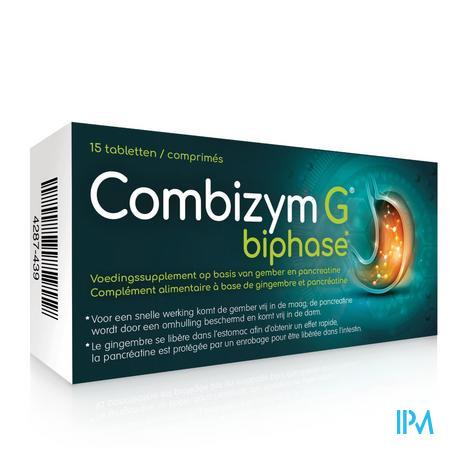 15 tabletten / comprimés
Combizym G®
biphase*
Voedingssupplement op basis van gember en pancreatine
Complément alimentaire à base de gingembre et pancréatine
* Voor een snelle werking komt de gember vrij in de maag, de pancreatine
wordt door een omhulling beschermd en komt vrij in de darm.
* Le gingembre se libère dans l'estomac afin d'obtenir un effet rapide,
la pancréatine est protégée par un enrobage pour être libérée dans l'intestin.
4287-439
IPM